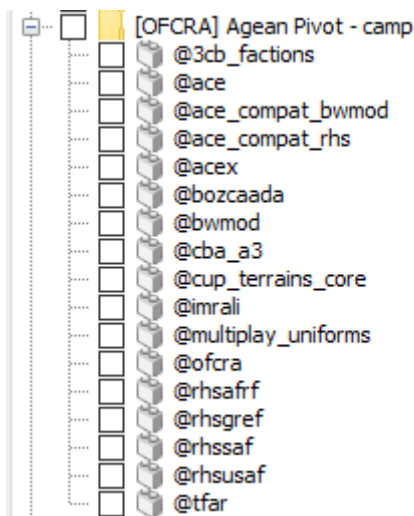 [OFCRA] Agean Pivot - camp
@3cb_factions
@ace
@ace_compat_bwmod
@ace_compat_rhs
@acex
@bozcaada
@bwmod
@cba_a3
@cup_terrains_core
@imrali
@multiplay_uniforms
@ofcra
@rhsafrf
@rhsgref
@rhssaf
@rhsusaf
@tfar